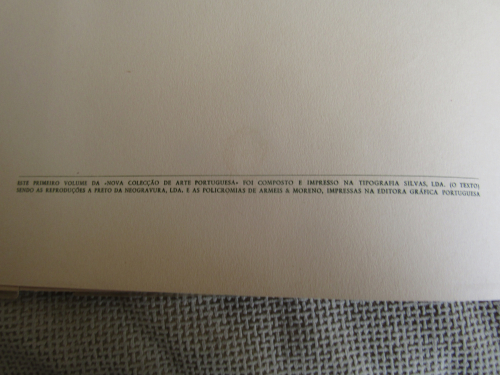 ESTE PRIMEIRO VOLUME DA «NOVA COLECÇÃO DE ARTE PORTUGUESA» FOI COMPOSTO E IMPRESSO NA TIPOGRAFIA SILVAS, LDA. (O TEXTO)
SENDO AS REPRODUÇÕES A PRETO DA NEOGRAVURA, LDA. E AS POLICROMIAS DE ARMEIS & MORENO, IMPRESSAS NA EDITORA GRÁFICA PORTUGUESA